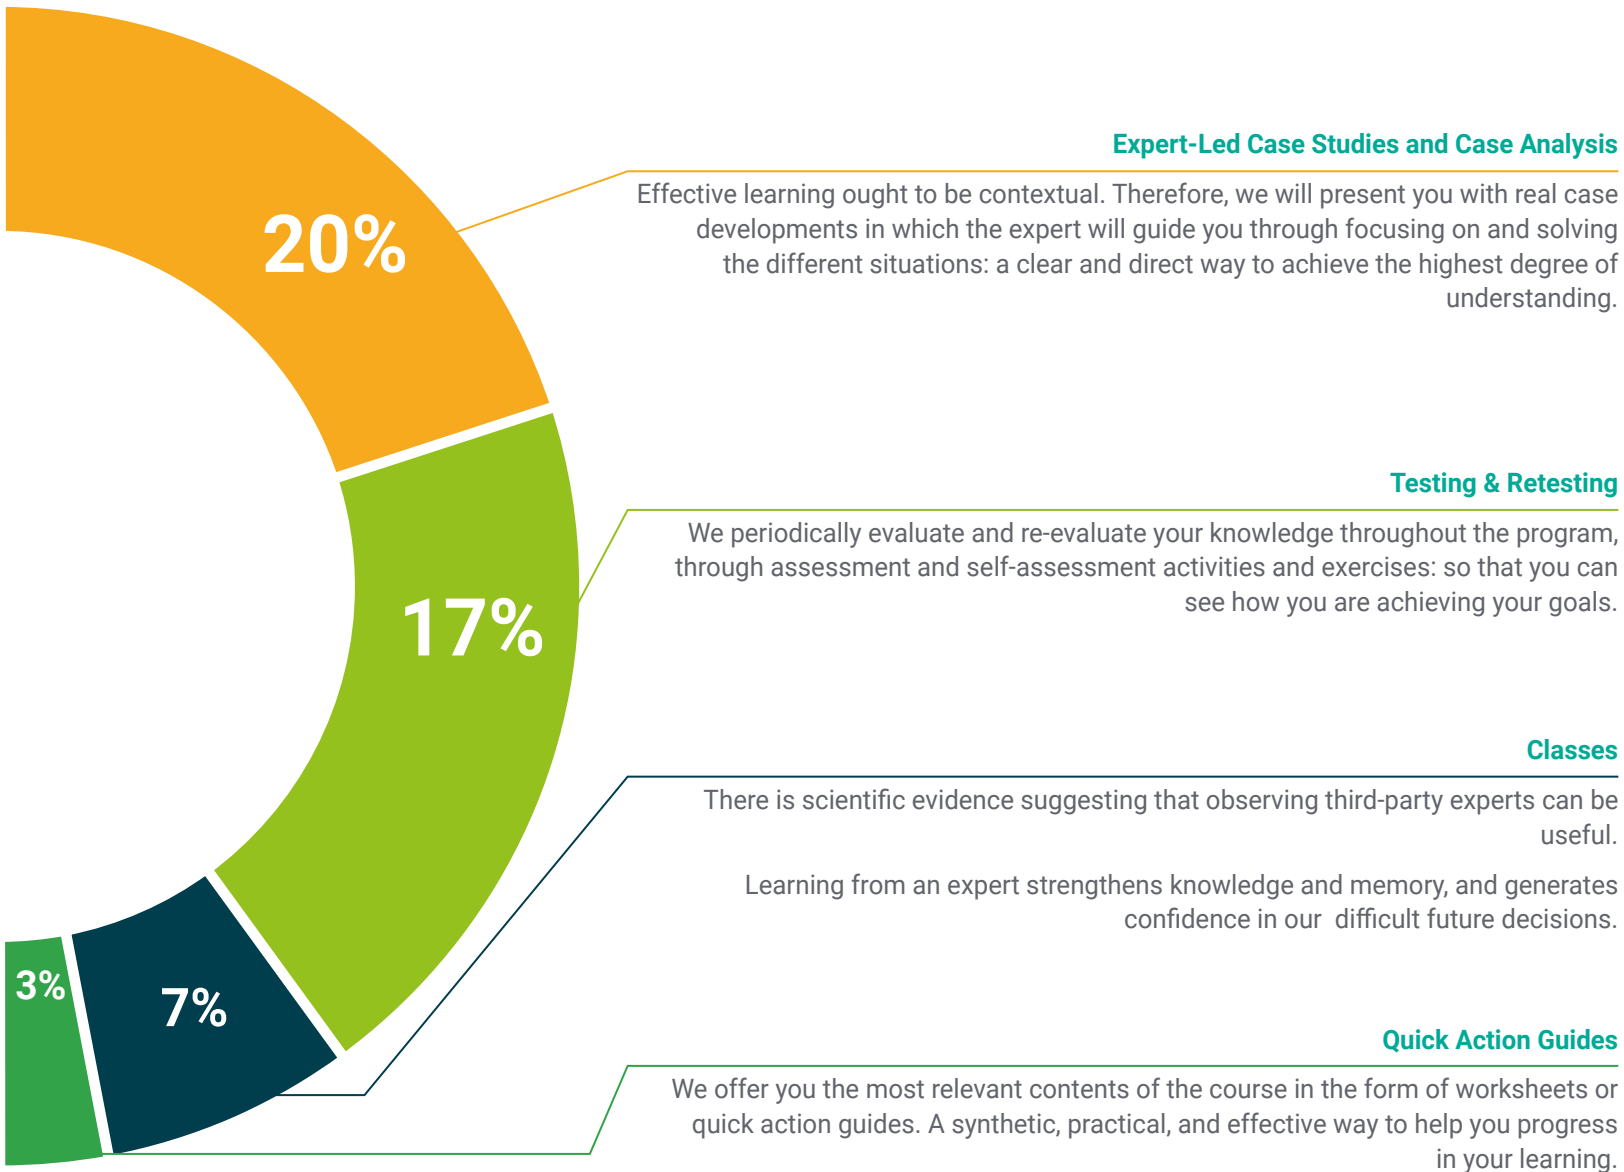 20%
Expert-Led Case Studies and Case Analysis
Effective learning ought to be contextual. Therefore, we will present you with real case
developments in which the expert will guide you through focusing on and solving
the different situations: a clear and direct way to achieve the highest degree of
understanding.
17%
Testing & Retesting
We periodically evaluate and re-evaluate your knowledge throughout the program,
through assessment and self-assessment activities and exercises: so that you can
see how you are achieving your goals.
7%
Classes
There is scientific evidence suggesting that observing third-party experts can be
useful.
Learning from an expert strengthens knowledge and memory, and generates
confidence in our  difficult future decisions.
3%
Quick Action Guides
We offer you the most relevant contents of the course in the form of worksheets or
quick action guides. A synthetic, practical, and effective way to help you progress
in your learning.